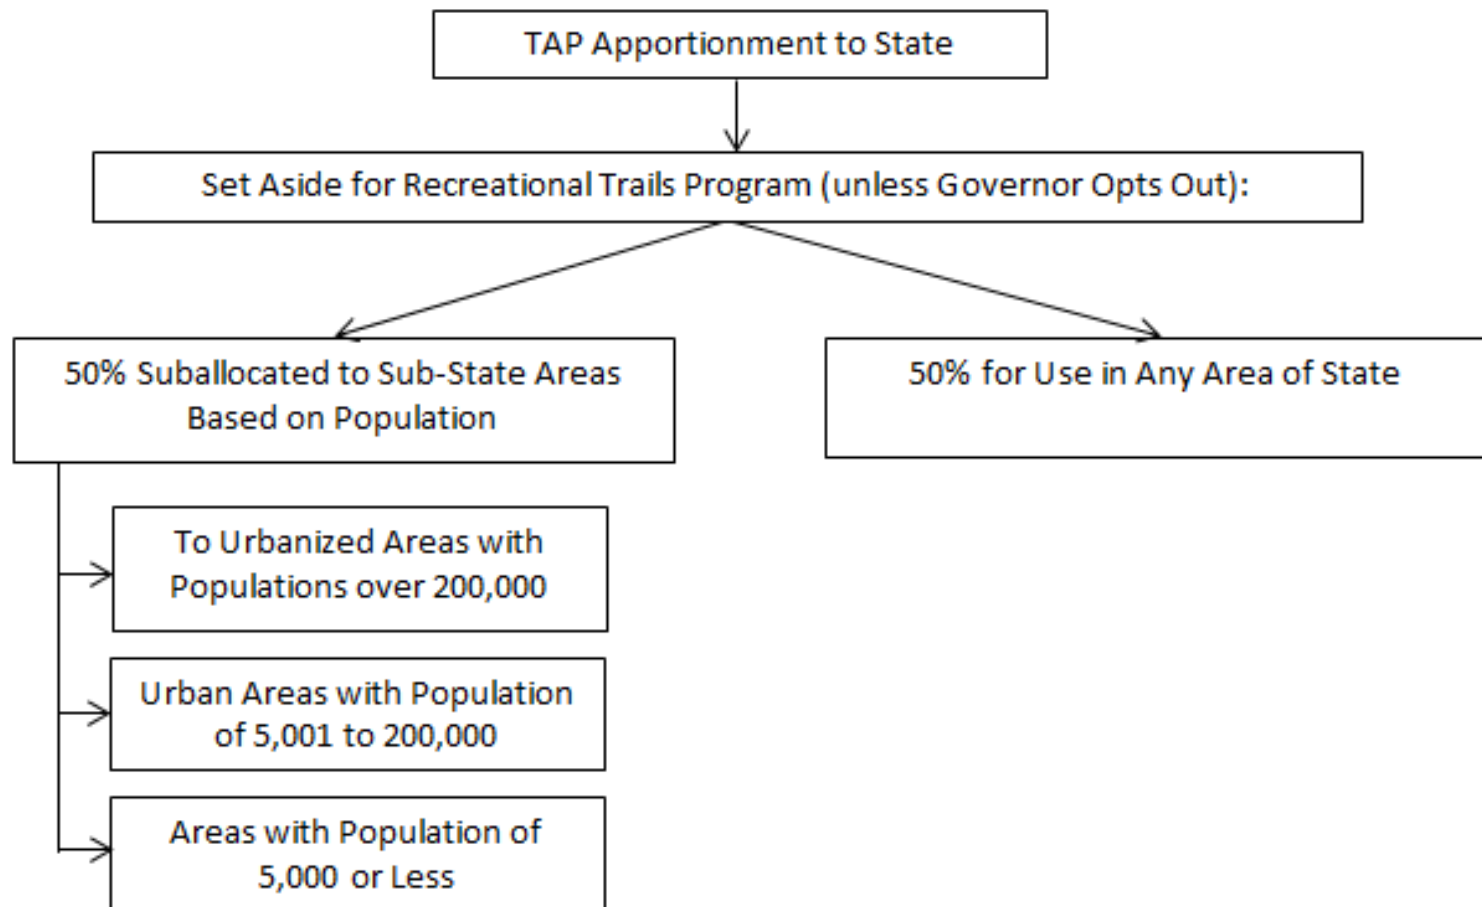 TAP Apportionment to State
Set Aside for Recreational Trails Program (unless Governor Opts Out):
50% Suballocated to Sub-State Areas
Based on Population
50% for Use in Any Area of State
To Urbanized Areas with
Populations over 200,000
Urban Areas with Population
of 5,001 to 200,000
Areas with Population of
5,000 or Less